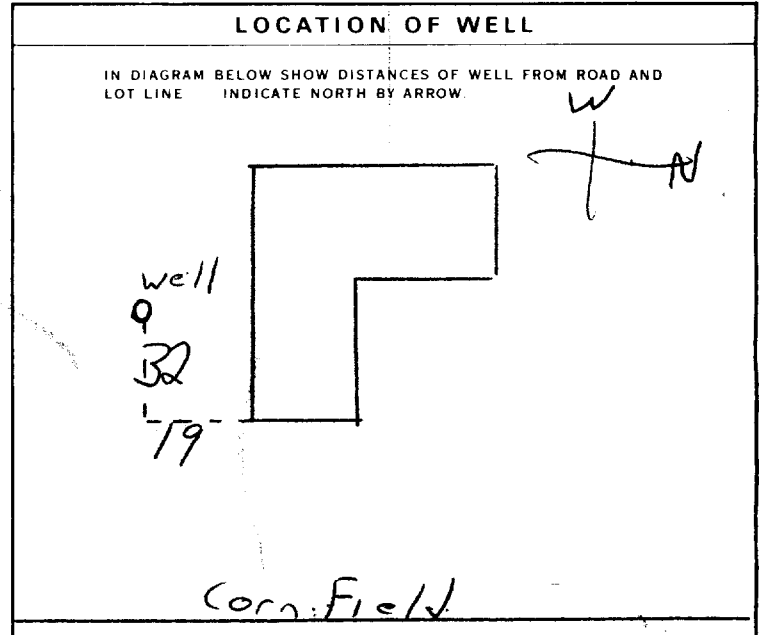 LOCATION OF WELL
IN DIAGRAM BELOW SHOW DISTANCES OF WELL FROM ROAD AND
LOT LINE INDICATE NORTH BY ARROW.
W
N
well
32
19
Corn Field